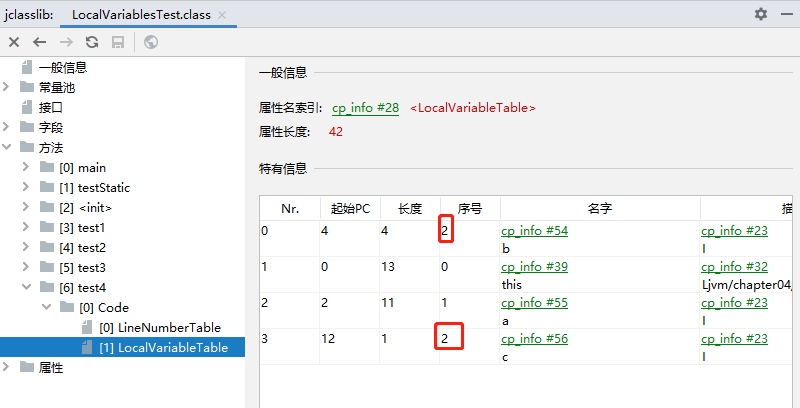 jclasslib: LocalVariablesTest.class
一般信息
常量池
接口
字段
方法
[0] main
[1] testStatic
[2] <init>
[3] test1
[4] test2
[5] test3
[6] test4
[0] Code
[0] LineNumberTable
[1] LocalVariableTable
属性
一般信息
属性名索引: cp_info #28 <LocalVariableTable>
属性长度: 42
特有信息
Nr. 起始PC 长度 序号 名字 描
0 4 4 2 cp_info #54 cp_info #23
b I
1 0 13 0 cp_info #39 cp_info #32
this Ljvm/chapter04,
2 2 11 1 cp_info #55 cp_info #23
a I
3 12 1 2 cp_info #56 cp_info #23
c I